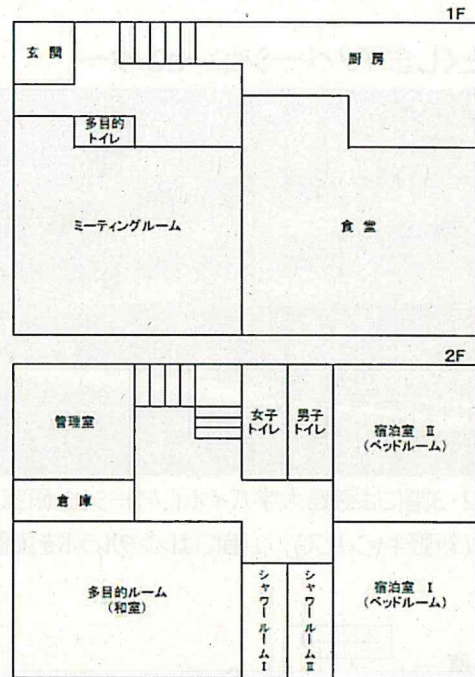 1F
玄関
厨房
多目的
トイレ
ミーティングルーム
食堂
2F
管理室
女子
トイレ
男子
トイレ
宿泊室 Ⅱ
(ベッドルーム)
倉庫
多目的ルーム
(和室)
シャワールームⅠ
シャワールームⅡ
宿泊室 Ⅰ
(ベッドルーム)